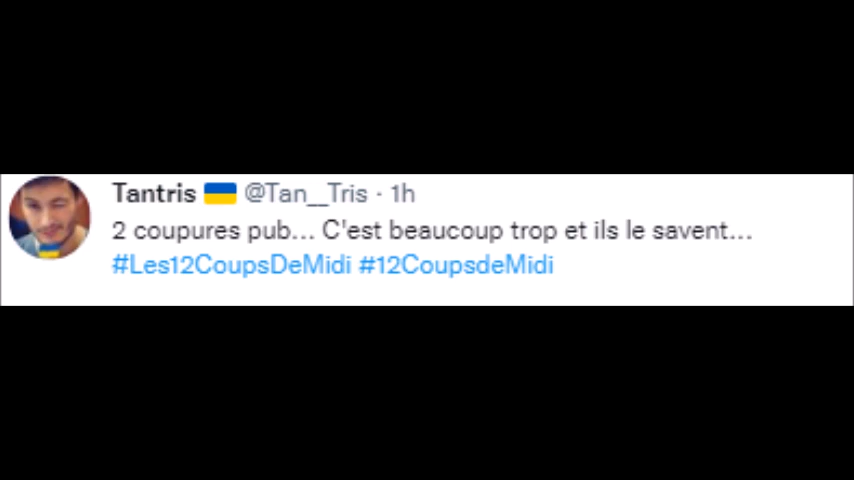 Tantris 🇺🇦 @Tan__Tris · 1h
2 coupures pub... C'est beaucoup trop et ils le savent...
#Les12CoupsDeMidi #12CoupsdeMidi